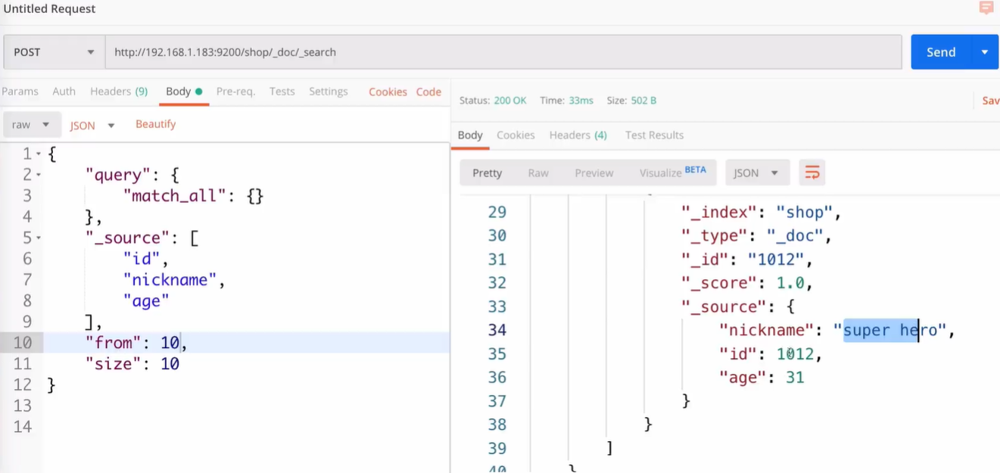 Untitled Request
POST http://192.168.1.183:9200/shop/_doc/_search Send
Params Auth Headers (9) Body Pre-req. Tests Settings Cookies Code
raw JSON Beautify
1 {
2 "query": {
3 "match_all": {}
4 },
5 "_source": [
6 "id",
7 "nickname",
8 "age"
9 ],
10 "from": 10,
11 "size": 10
12 }
13
14
Status: 200 OK Time: 33ms Size: 502 B Sav
Body Cookies Headers (4) Test Results
Pretty Raw Preview Visualize BETA JSON
29 "_index": "shop",
30 "_type": "_doc",
31 "_id": "1012",
32 "_score": 1.0,
33 "_source": {
34 "nickname": "super hero",
35 "id": 1012,
36 "age": 31
37 }
38 }
39 ]
40 }